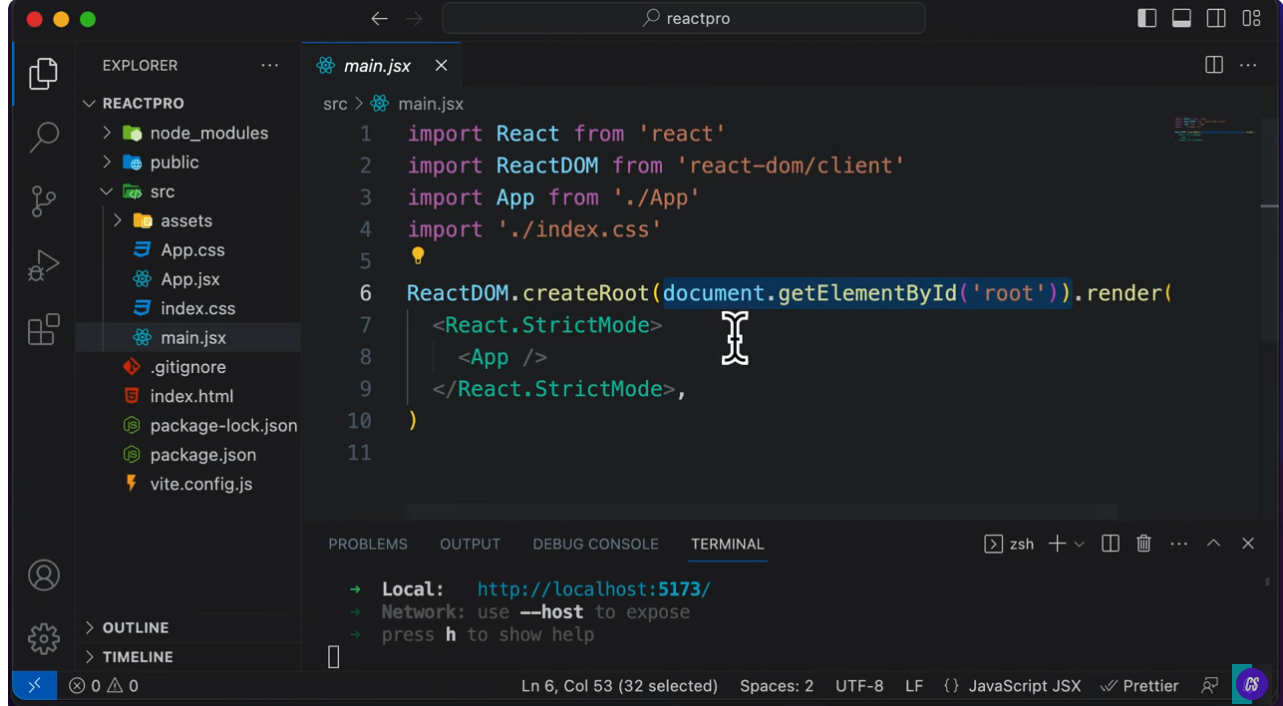 reactpro
EXPLORER
REACTPRO
node_modules
public
src
assets
App.css
App.jsx
index.css
main.jsx
.gitignore
index.html
package-lock.json
package.json
vite.config.js
OUTLINE
TIMELINE
main.jsx
src > main.jsx
1 import React from 'react'
2 import ReactDOM from 'react-dom/client'
3 import App from './App'
4 import './index.css'
5
6 ReactDOM.createRoot(document.getElementById('root')).render(
7 <React.StrictMode>
8 <App />
9 </React.StrictMode>,
10 )
11
PROBLEMS OUTPUT DEBUG CONSOLE TERMINAL zsh
➜ Local: http://localhost:5173/
➜ Network: use --host to expose
➜ press h to show help
0 0 Ln 6, Col 53 (32 selected) Spaces: 2 UTF-8 LF {} JavaScript JSX Prettier CS